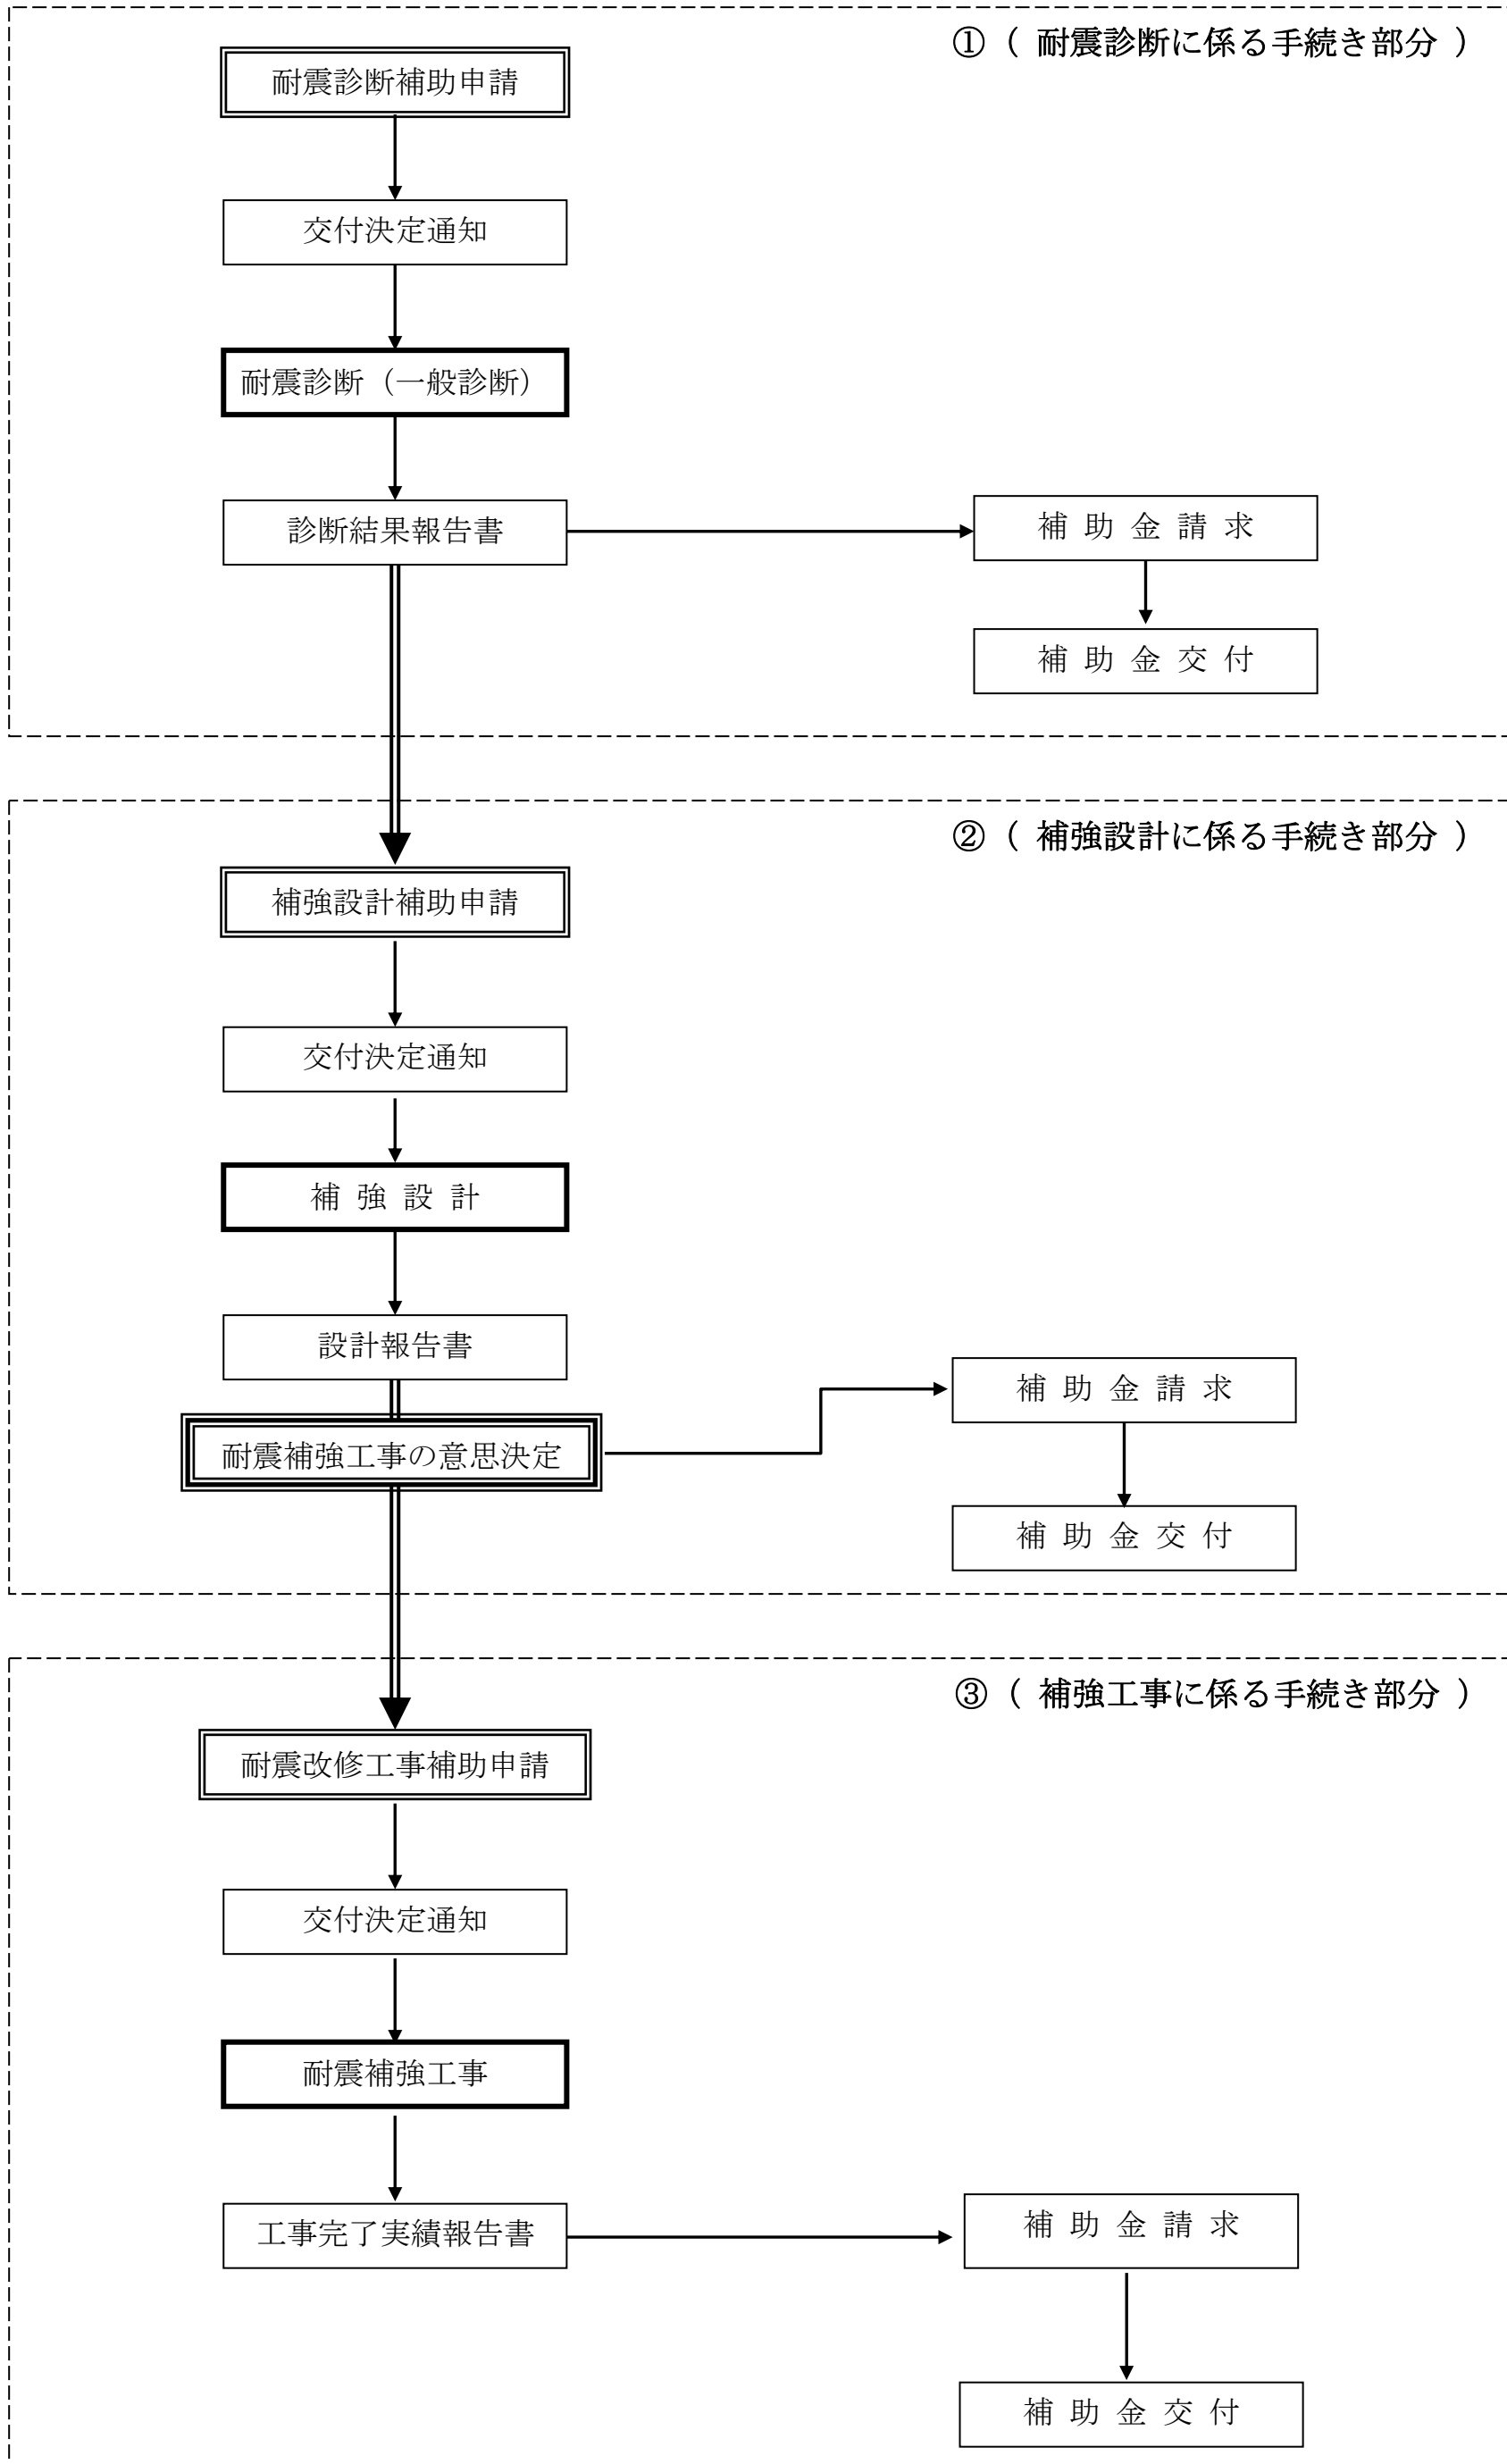 ①（ 耐震診断に係る手続き部分 ）
耐震診断補助申請
交付決定通知
耐震診断（一般診断）
診断結果報告書
補 助 金 請 求
補 助 金 交 付
②（ 補強設計に係る手続き部分 ）
補強設計補助申請
交付決定通知
補 強 設 計
設計報告書
耐震補強工事の意思決定
補 助 金 請 求
補 助 金 交 付
③（ 補強工事に係る手続き部分 ）
耐震改修工事補助申請
交付決定通知
耐震補強工事
工事完了実績報告書
補 助 金 請 求
補 助 金 交 付